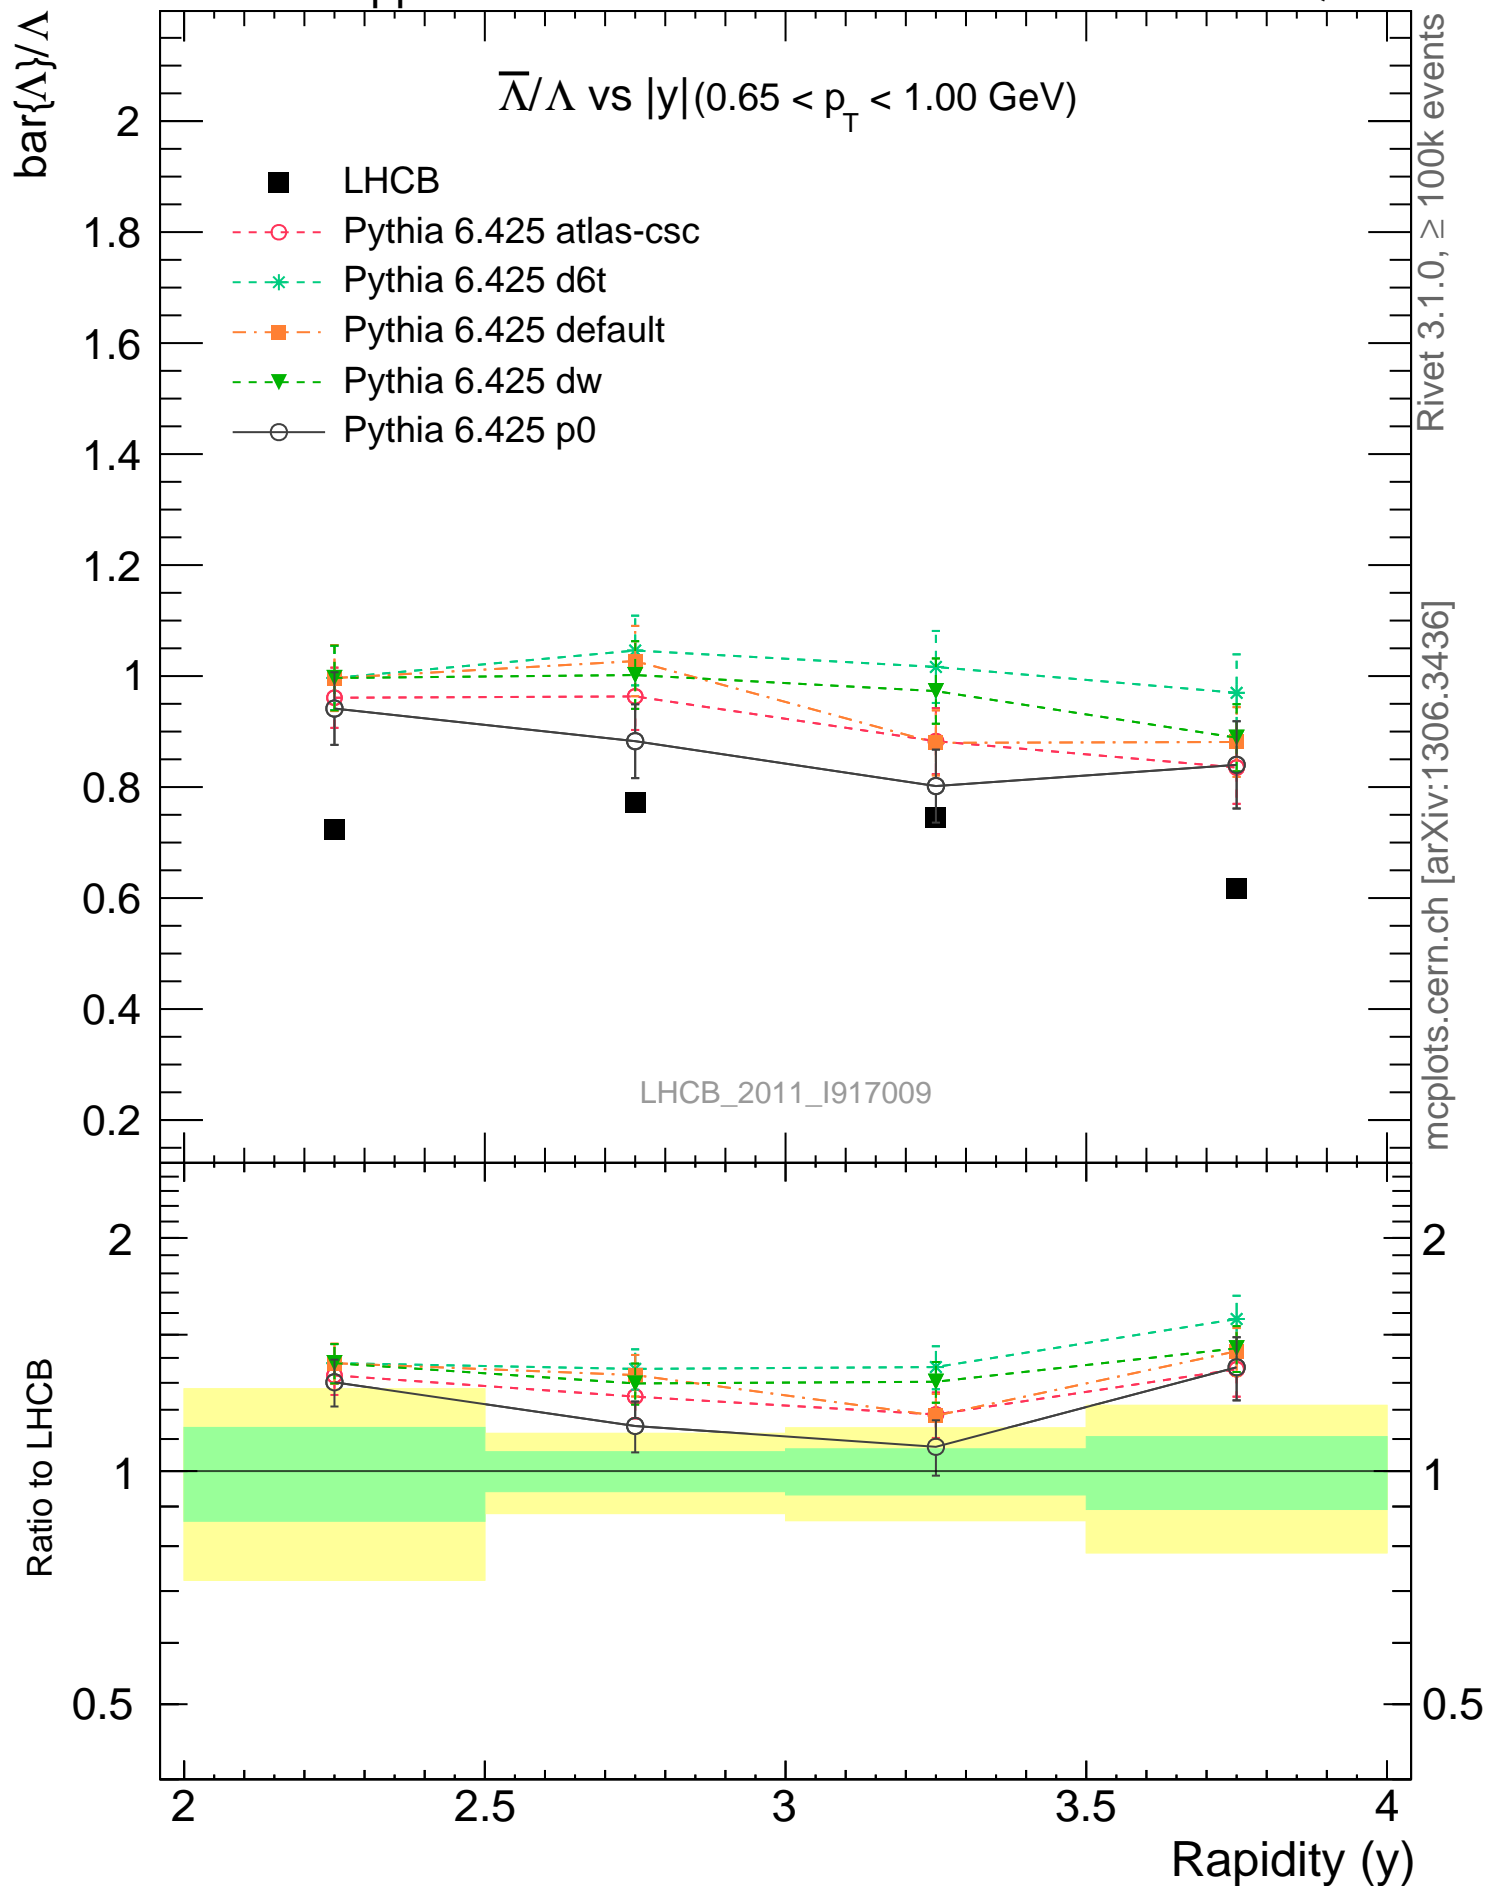 bar{Λ}/Λ
Λ̅/Λ vs |y|(0.65 < p_T < 1.00 GeV)
LHCB
Pythia 6.425 atlas-csc
Pythia 6.425 d6t
Pythia 6.425 default
Pythia 6.425 dw
Pythia 6.425 p0
2
1.8
1.6
1.4
1.2
1
0.8
0.6
0.4
0.2
LHCB_2011_I917009
Rivet 3.1.0, ≥ 100k events
mcplots.cern.ch [arXiv:1306.3436]
Ratio to LHCB
2
1
0.5
2
1
0.5
2
2.5
3
3.5
4
Rapidity (y)